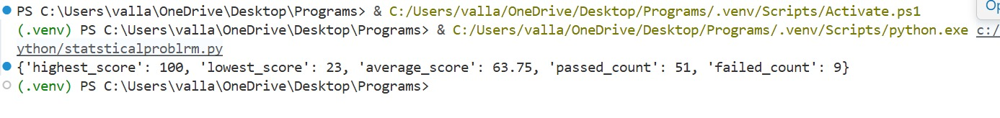 PS C:\Users\valla\OneDrive\Desktop\Programs> & C:/Users/valla/OneDrive/Desktop/Programs/.venv/Scripts/Activate.ps1
(.venv) PS C:\Users\valla\OneDrive\Desktop\Programs> & C:/Users/valla/OneDrive/Desktop/Programs/.venv/Scripts/python.exe c:/
ython/statsticalproblrm.py
{'highest_score': 100, 'lowest_score': 23, 'average_score': 63.75, 'passed_count': 51, 'failed_count': 9}
(.venv) PS C:\Users\valla\OneDrive\Desktop\Programs>